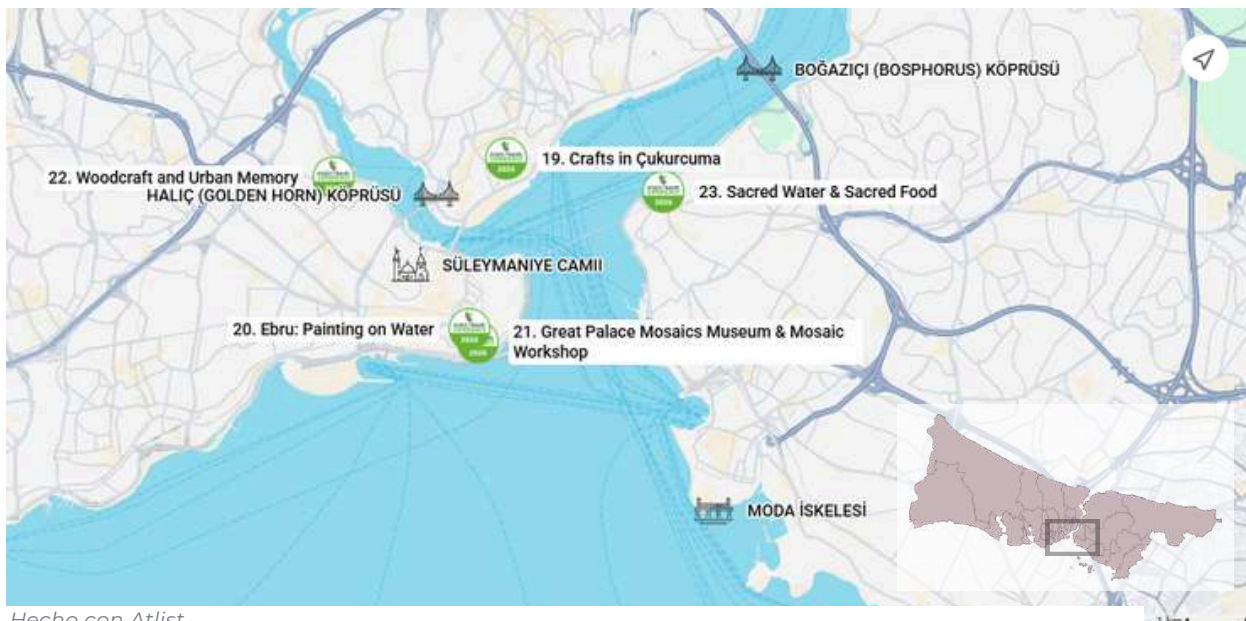 BOĞAZIÇI (BOSPHORUS) KÖPRÜSÜ
19. Crafts in Çukurcuma
22. Woodcraft and Urban Memory
23. Sacred Water & Sacred Food
HALIÇ (GOLDEN HORN) KÖPRÜSÜ
SÜLEYMANIYE CAMII
20. Ebru: Painting on Water
21. Great Palace Mosaics Museum & Mosaic
Workshop
MODA İSKELESİ
Hecho con Atlist